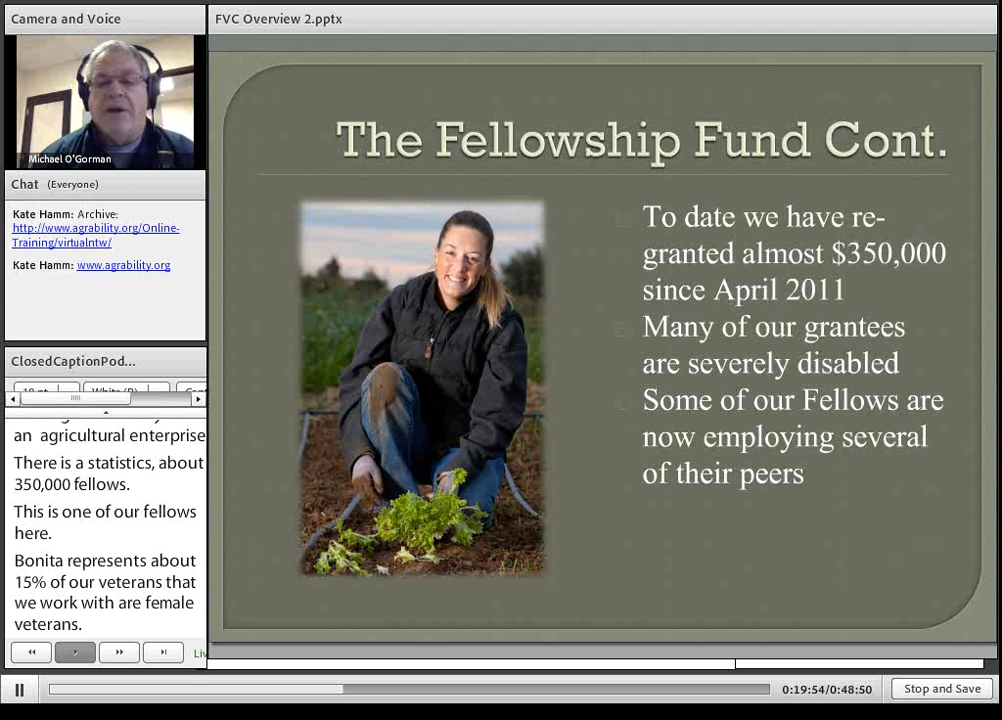 Camera and Voice
Michael O'Gorman
Chat (Everyone)
Kate Hamm: Archive:
http://www.agrability.org/Online-
Training/virtualntw/
Kate Hamm: www.agrability.org
ClosedCaptionPod...
an agricultural enterprise
There is a statistics, about
350,000 fellows.
This is one of our fellows
here.
Bonita represents about
15% of our veterans that
we work with are female
veterans.
FVC Overview 2.pptx
The Fellowship Fund Cont.
To date we have re-
granted almost $350,000
since April 2011
Many of our grantees
are severely disabled
Some of our Fellows are
now employing several
of their peers
0:19:54/0:48:50
Stop and Save